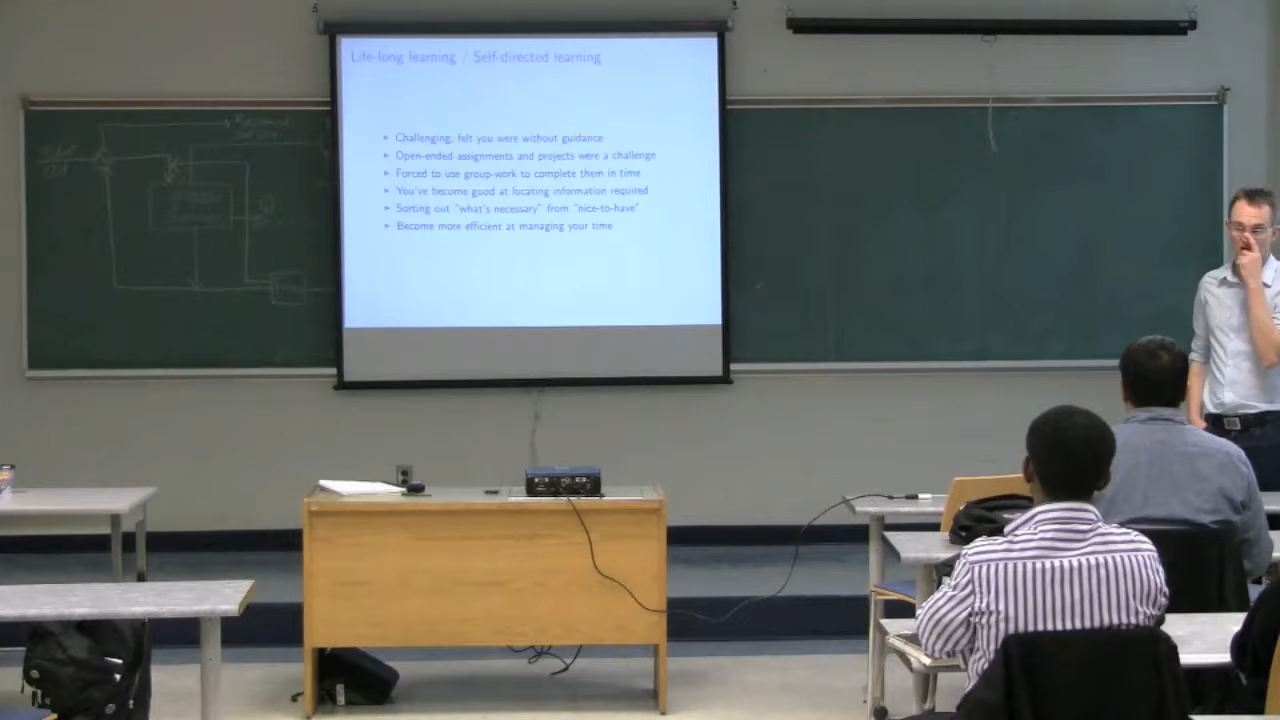 Life-long learning / Self-directed learning
➤ Challenging, felt you were without guidance
➤ Open-ended assignments and projects were a challenge
➤ Forced to use group-work to complete them in time
➤ You've become good at locating information required
➤ Sorting out "what's necessary" from "nice-to-have"
➤ Become more efficient at managing your time